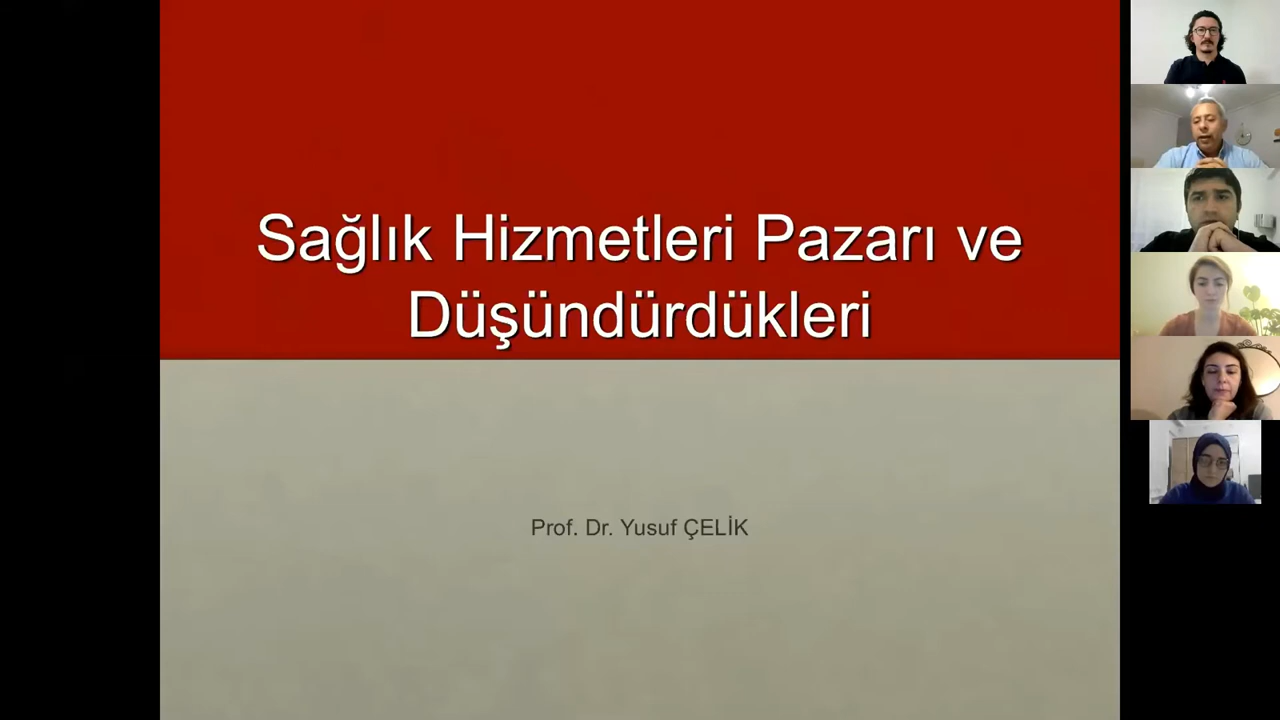 Sağlık Hizmetleri Pazarı ve
Düşündürdükleri
Prof. Dr. Yusuf ÇELİK